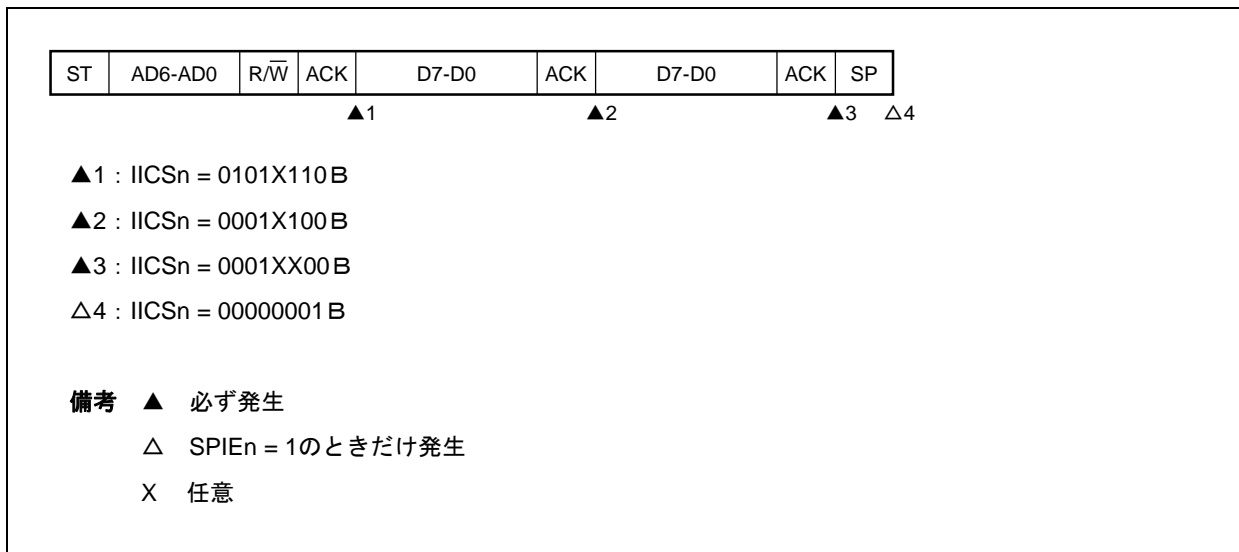 ST AD6-AD0 R/W̅ ACK D7-D0 ACK D7-D0 ACK SP
▲1 ▲2 ▲3 △4
▲1：IICSn = 0101X110B
▲2：IICSn = 0001X100B
▲3：IICSn = 0001XX00B
△4：IICSn = 00000001B
備考 ▲ 必ず発生
△ SPIEn = 1のときだけ発生
X 任意